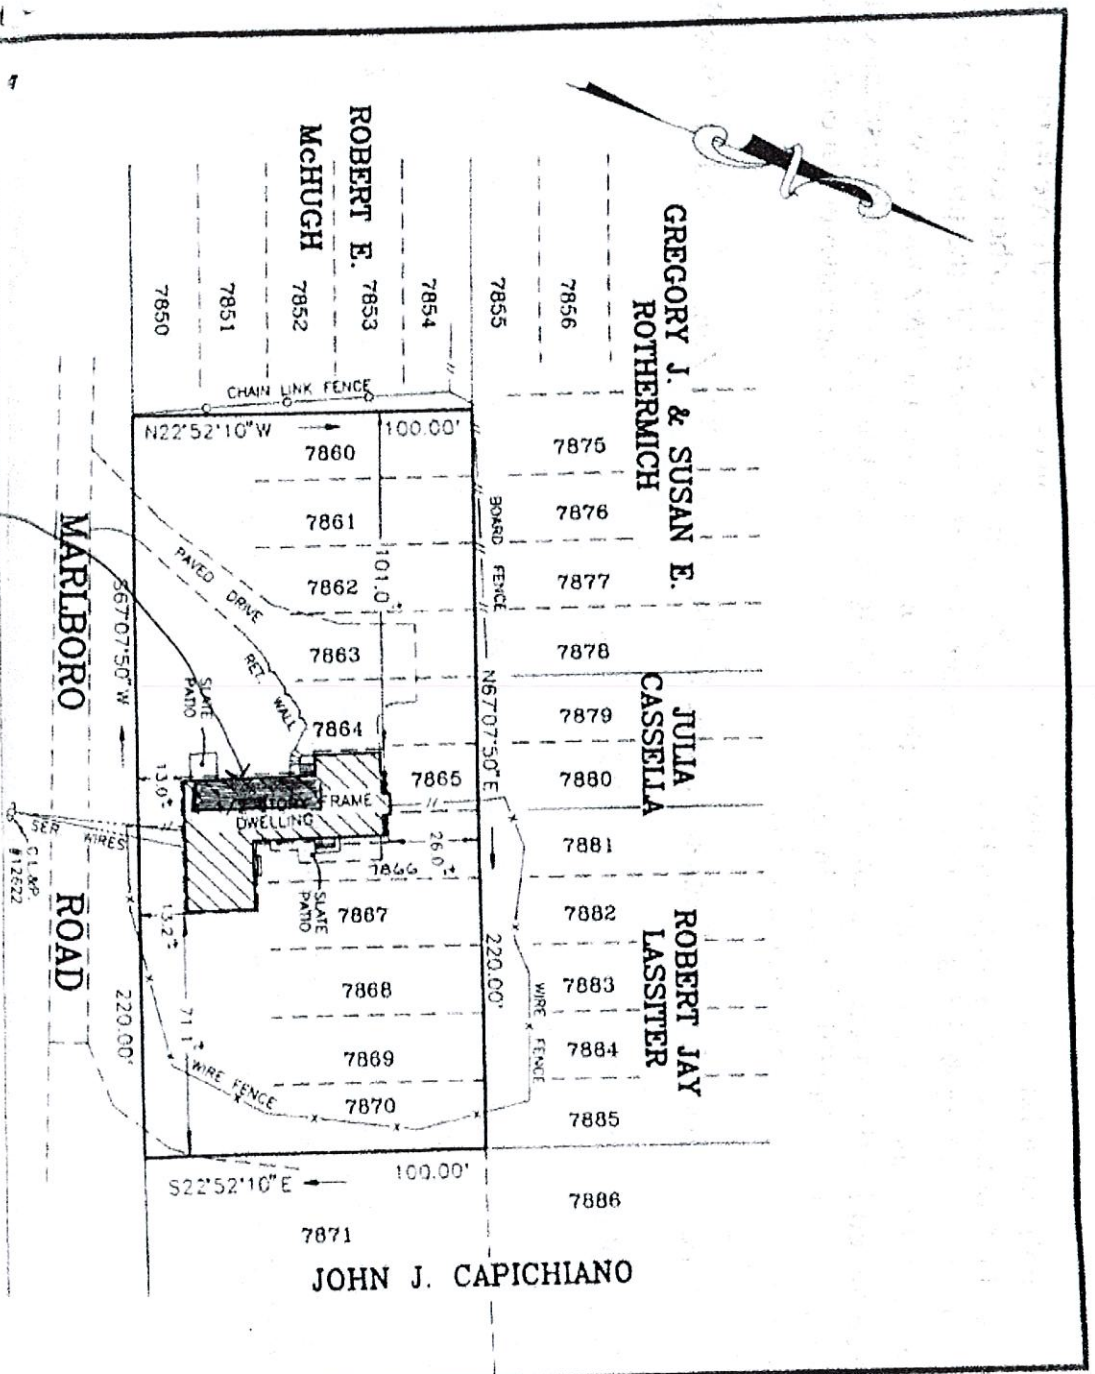 ROBERT E.
McHUGH
GREGORY J. & SUSAN E.
ROTHERMICH
7850
7851
7852
7853
7854
7855
7856
CHAIN LINK FENCE
N22°52'10"W
100.00'
7860
7861
7862
7863
7864
7865
7866
7867
7868
7869
7870
7875
7876
7877
7878
7879
7880
7881
7882
7883
7884
7885
7886
BOARD FENCE
101.0'±
PAVED DRIVE
RET. WALL
SLATE
PATIO
MARLBORO
ROAD
S67°07'50"W
220.00'
N67°07'50"E
220.00'
JULIA
CASSELLA
ROBERT JAY
LASSITER
STORY FRAME
DWELLING
13.0'±
26.0'±
SER WIRES
C.L.&P.
#12622
SLATE
PATIO
13.2'±
71.1'±
WIRE FENCE
WIRE FENCE
S22°52'10"E
100.00'
7871
JOHN J. CAPICHIANO